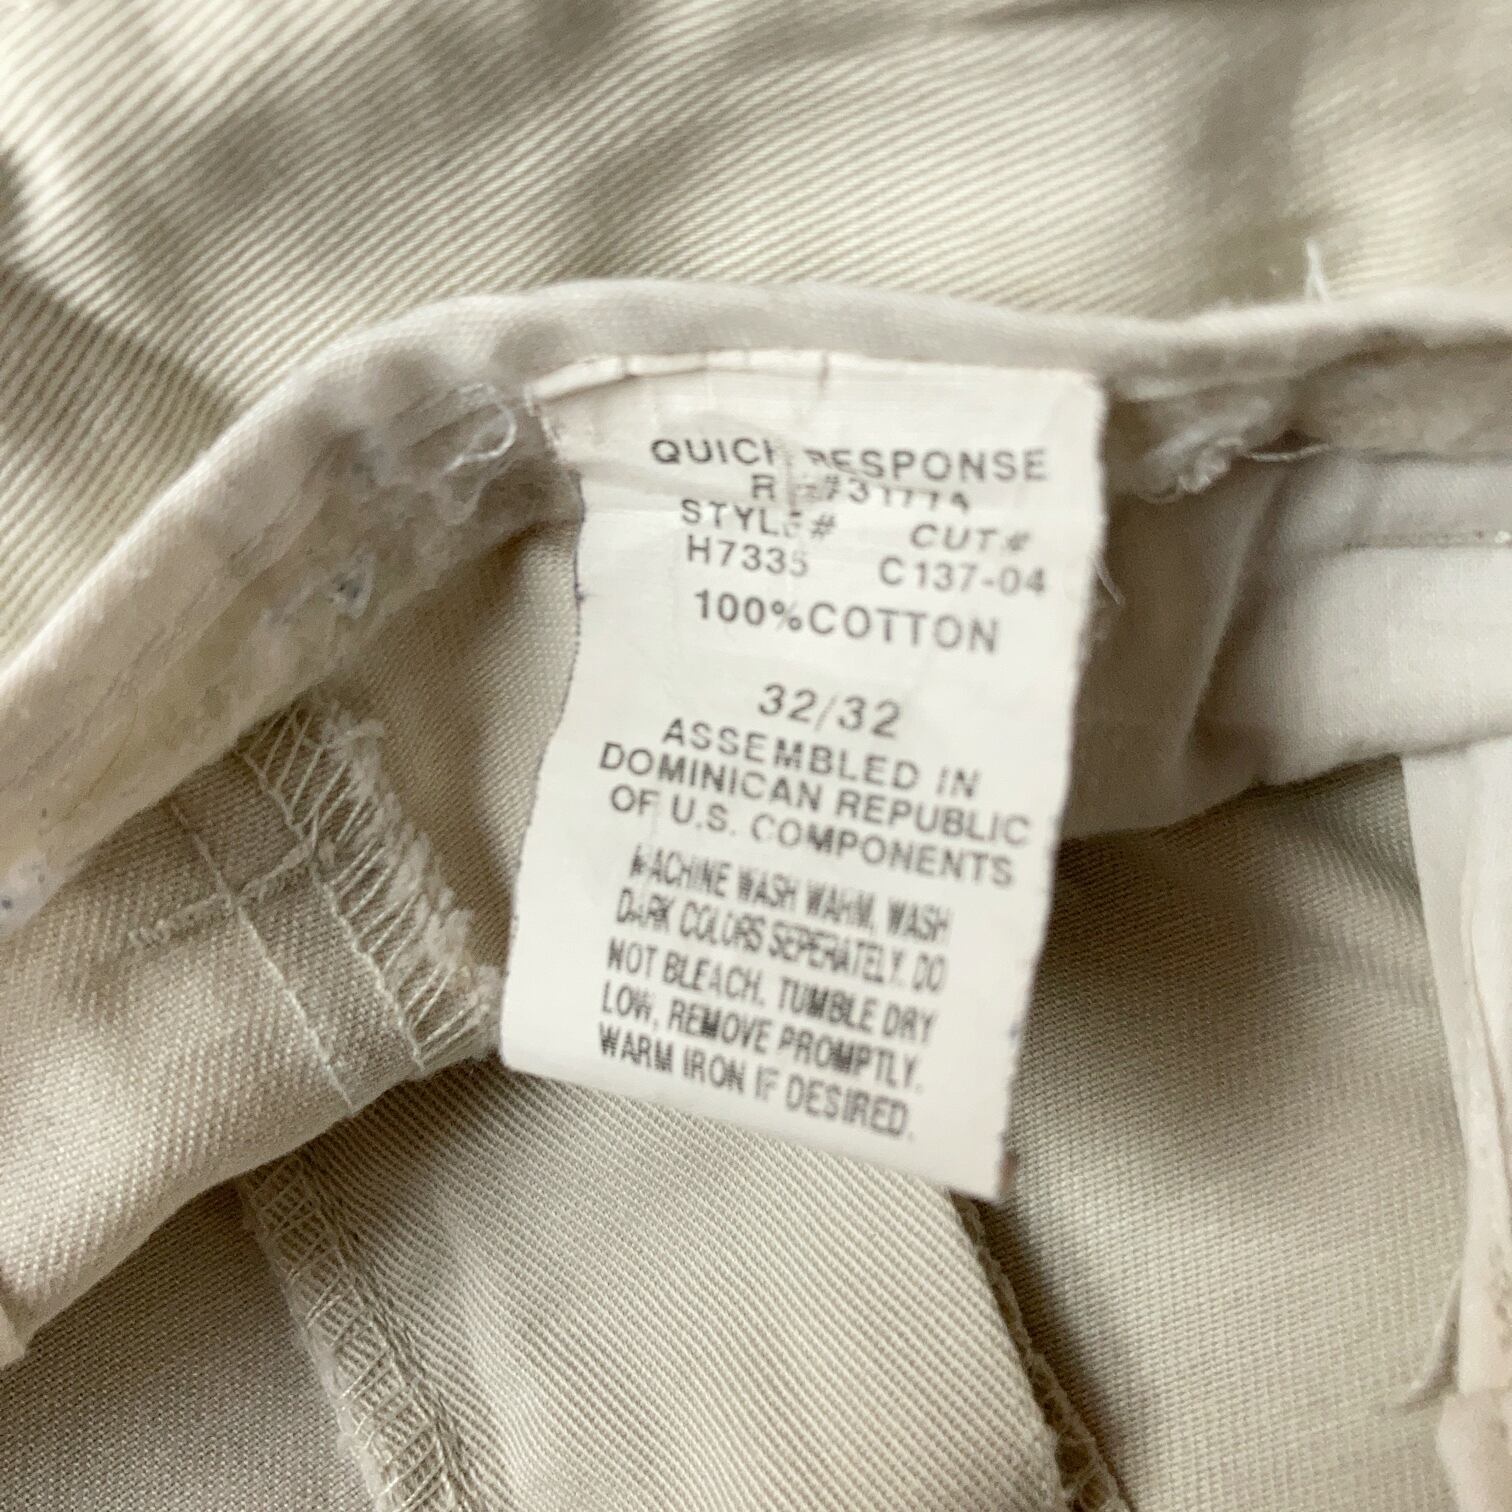 QUICK RESPONSE
STYLE# CUT#
H7335 C137-04
100%COTTON
32/32
ASSEMBLED IN
DOMINICAN REPUBLIC
OF U.S. COMPONENTS
MACHINE WASH WARM, WASH
DARK COLORS SEPERATELY. DO
NOT BLEACH. TUMBLE DRY
LOW, REMOVE PROMPTLY.
WARM IRON IF DESIRED.